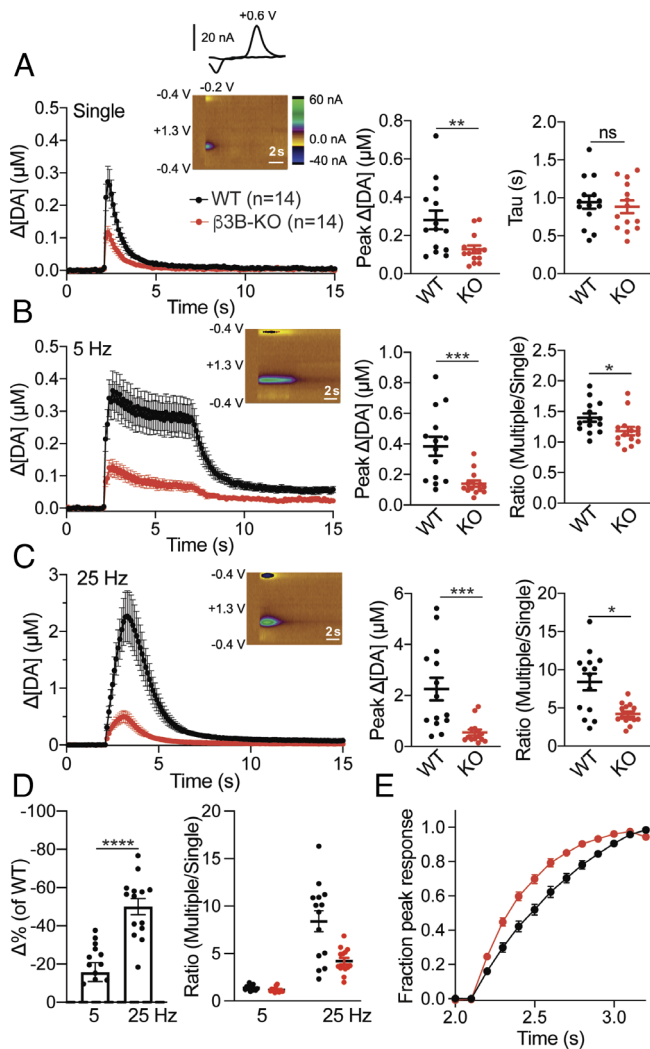 +0.6 V
20 nA
-0.2 V
A
Single
-0.4 V
+1.3 V
-0.4 V
2s
60 nA
0.0 nA
-40 nA
WT (n=14)
β3B-KO (n=14)
Δ[DA] (μM)
0.5
0.4
0.3
0.2
0.1
0.0
0 5 10 15
Time (s)
Peak Δ[DA] (μM)
0.8
0.6
0.4
0.2
0.0
**
WT KO
Tau (s)
2.0
1.5
1.0
0.5
0.0
ns
WT KO
B
5 Hz
-0.4 V
+1.3 V
-0.4 V
2s
Δ[DA] (μM)
0.5
0.4
0.3
0.2
0.1
0.0
0 5 10 15
Time (s)
Peak Δ[DA] (μM)
1.0
0.8
0.6
0.4
0.2
0.0
***
WT KO
Ratio (Multiple/Single)
2.5
2.0
1.5
1.0
0.5
0.0
*
WT KO
C
25 Hz
-0.4 V
+1.3 V
-0.4 V
2s
Δ[DA] (μM)
3
2
1
0
0 5 10 15
Time (s)
Peak Δ[DA] (μM)
6
4
2
0
***
WT KO
Ratio (Multiple/Single)
20
15
10
5
0
*
WT KO
D
Δ% (of WT)
-100
-80
-60
-40
-20
0
****
5 25 Hz
Ratio (Multiple/Single)
20
15
10
5
0
5 25 Hz
E
Fraction peak response
1.0
0.8
0.6
0.4
0.2
0.0
2.0 2.5 3.0
Time (s)